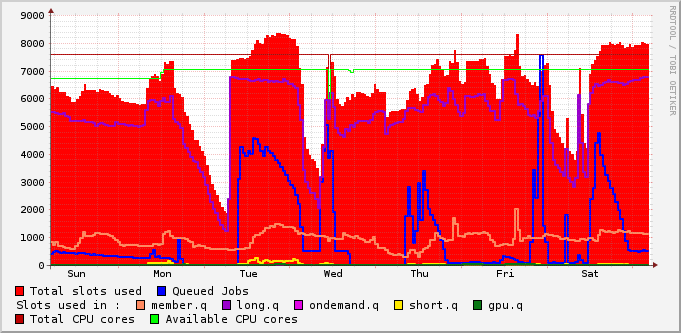 9000
8000
7000
6000
5000
4000
3000
2000
1000
0
Sun Mon Tue Wed Thu Fri Sat
RRDTOOL / TOBI OETIKER
Total slots used Queued Jobs
Slots used in : member.q long.q ondemand.q short.q gpu.q
Total CPU cores Available CPU cores